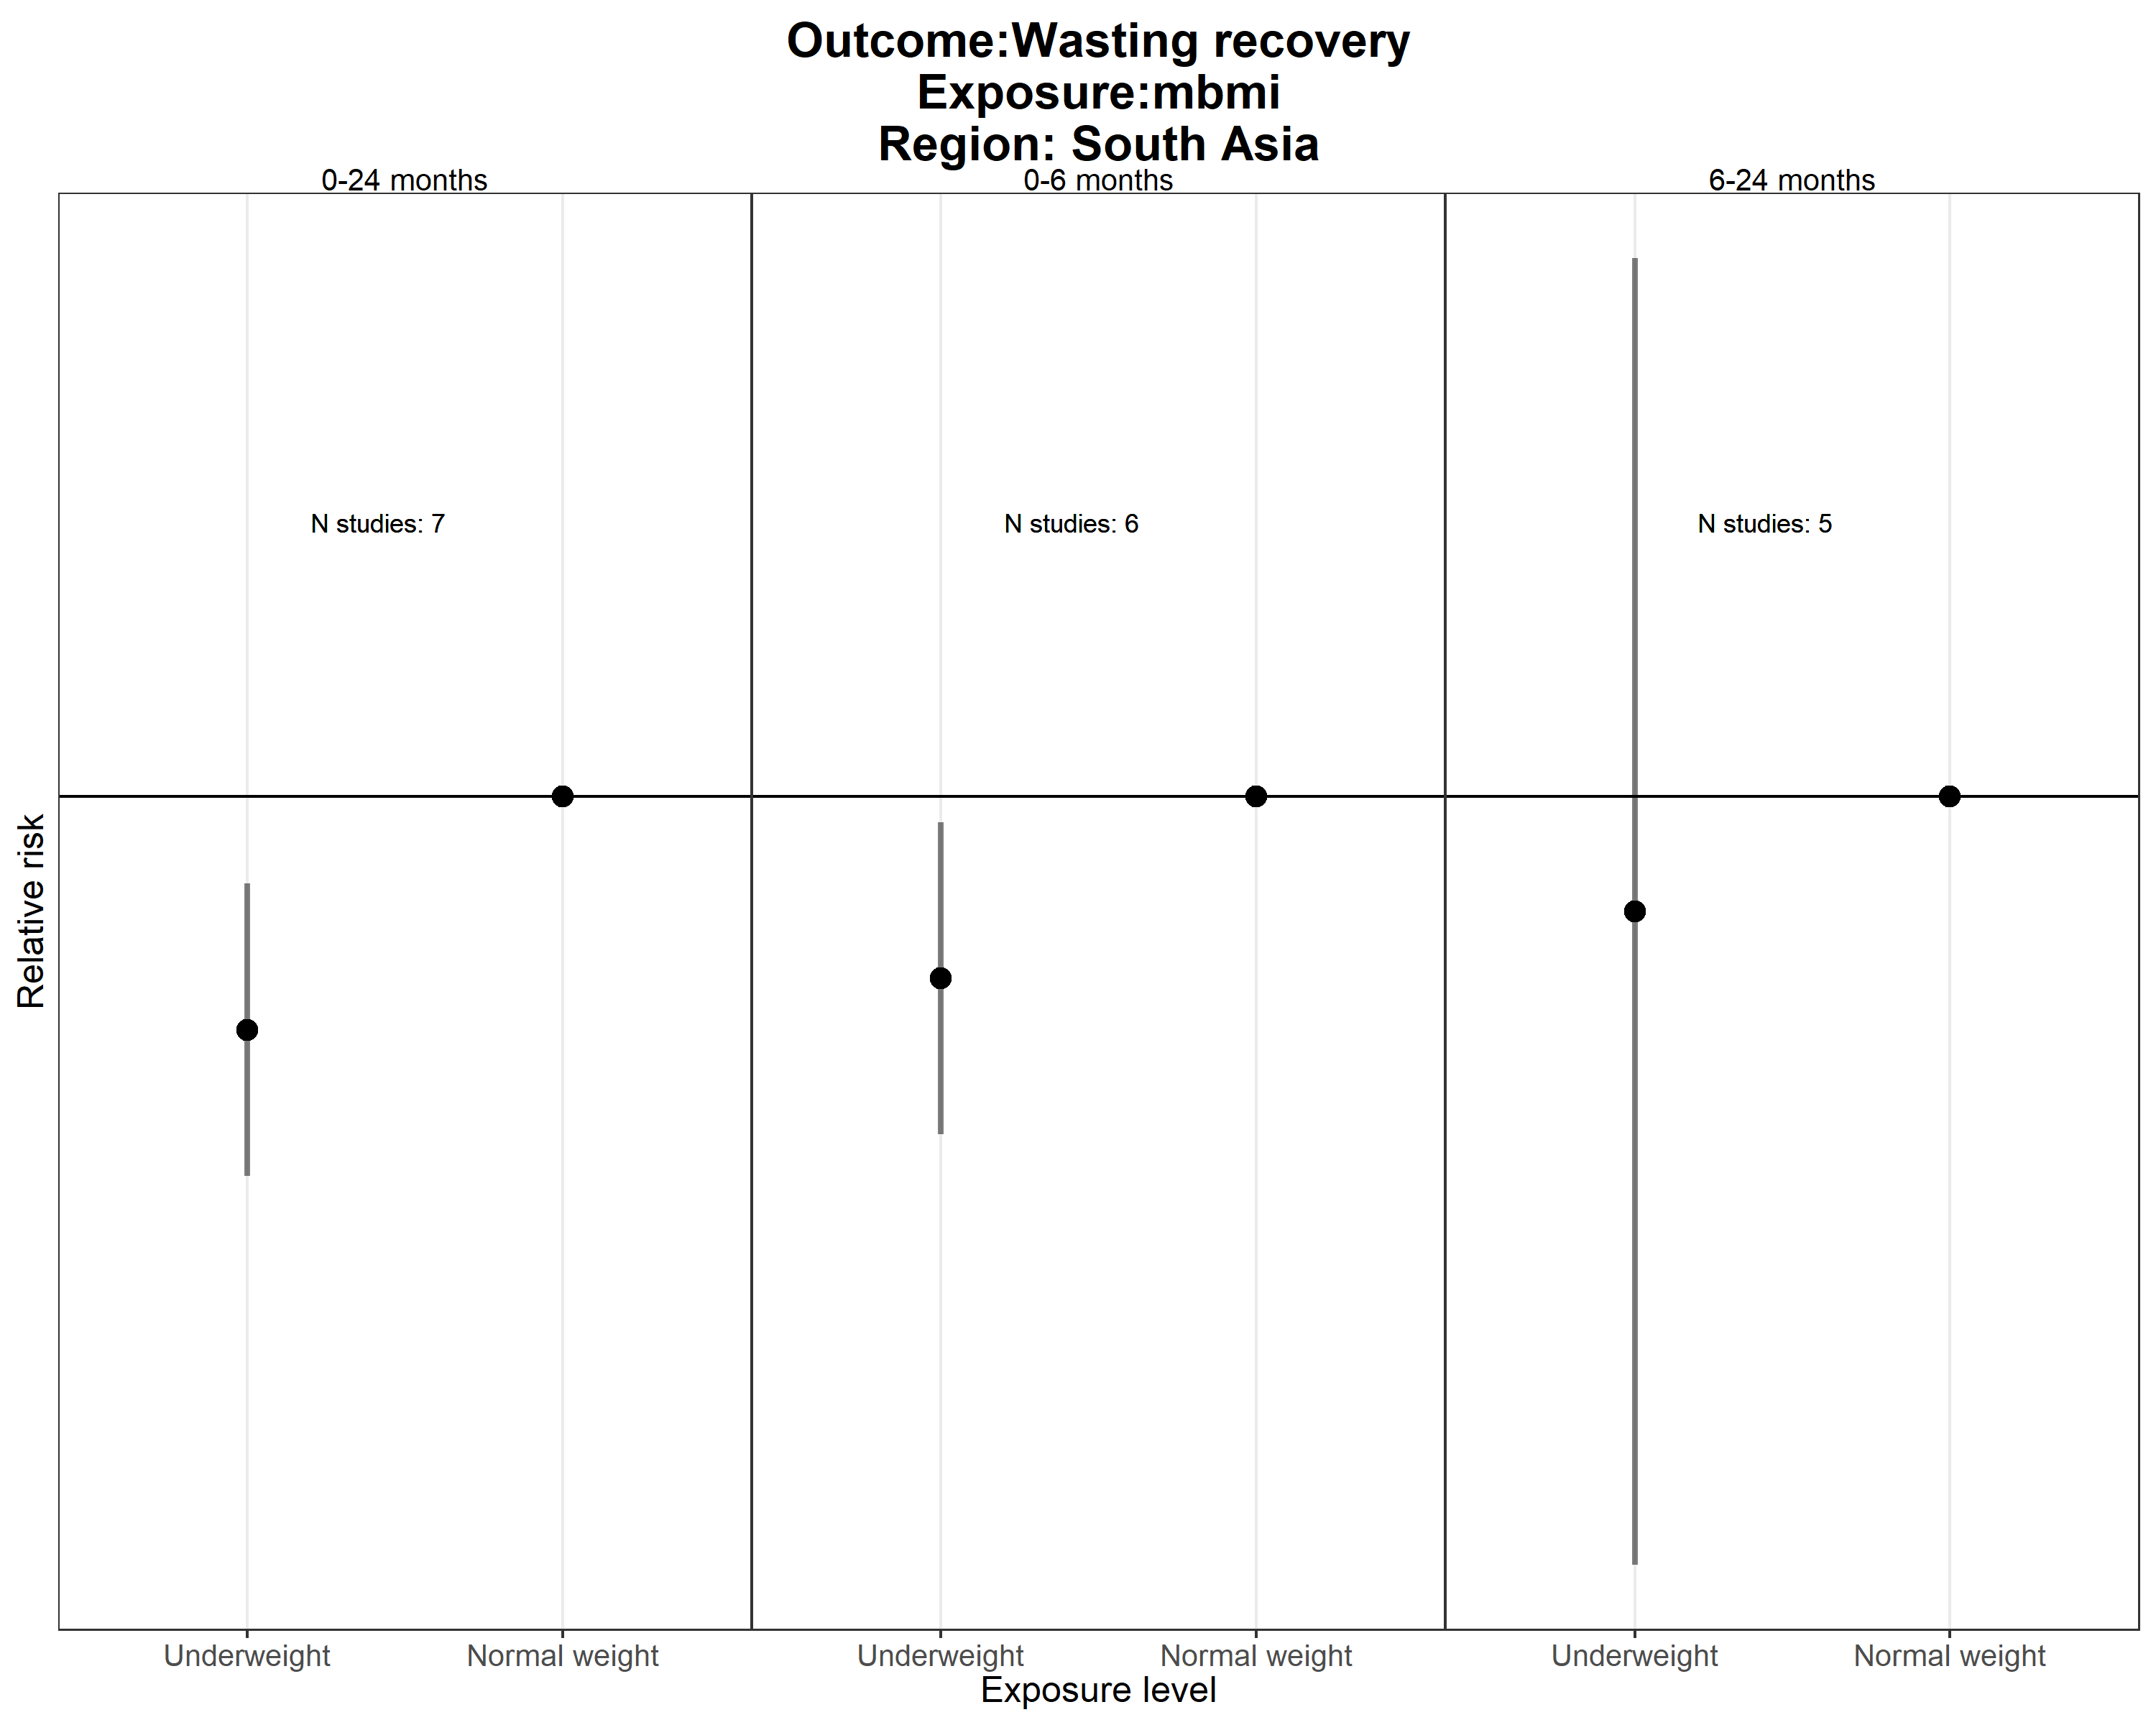 Outcome:Wasting recovery
Exposure:mbmi
Region: South Asia
0-24 months
0-6 months
6-24 months
N studies: 7
N studies: 6
N studies: 5
Relative risk
Underweight
Normal weight
Underweight
Normal weight
Underweight
Normal weight
Exposure level